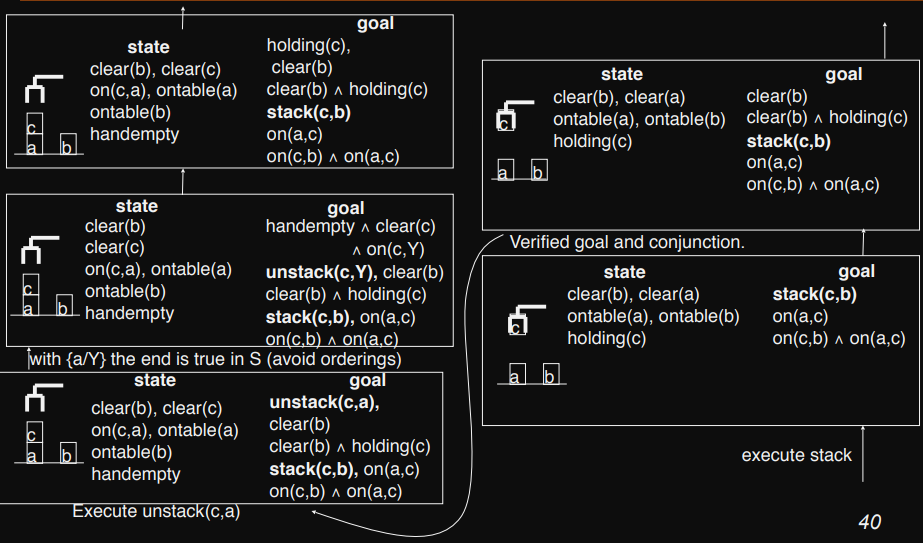 goal
state
holding(c),
clear(b)
clear(b), clear(c)
on(c,a), ontable(a)
ontable(b)
handempty
clear(b) ∧ holding(c)
stack(c,b)
on(a,c)
on(c,b) ∧ on(a,c)
c
a b
state
goal
clear(b)
clear(c)
on(c,a), ontable(a)
ontable(b)
handempty
handempty ∧ clear(c)
∧ on(c,Y)
unstack(c,Y), clear(b)
clear(b) ∧ holding(c)
stack(c,b), on(a,c)
on(c,b) ∧ on(a,c)
c
a b
with {a/Y} the end is true in S (avoid orderings)
state
goal
clear(b), clear(c)
on(c,a), ontable(a)
ontable(b)
handempty
unstack(c,a),
clear(b)
clear(b) ∧ holding(c)
stack(c,b), on(a,c)
on(c,b) ∧ on(a,c)
c
a b
Execute unstack(c,a)
state
goal
clear(b), clear(a)
ontable(a), ontable(b)
holding(c)
clear(b)
clear(b) ∧ holding(c)
stack(c,b)
on(a,c)
on(c,b) ∧ on(a,c)
c
a b
Verified goal and conjunction.
state
goal
clear(b), clear(a)
ontable(a), ontable(b)
holding(c)
stack(c,b)
on(a,c)
on(c,b) ∧ on(a,c)
c
a b
execute stack
40